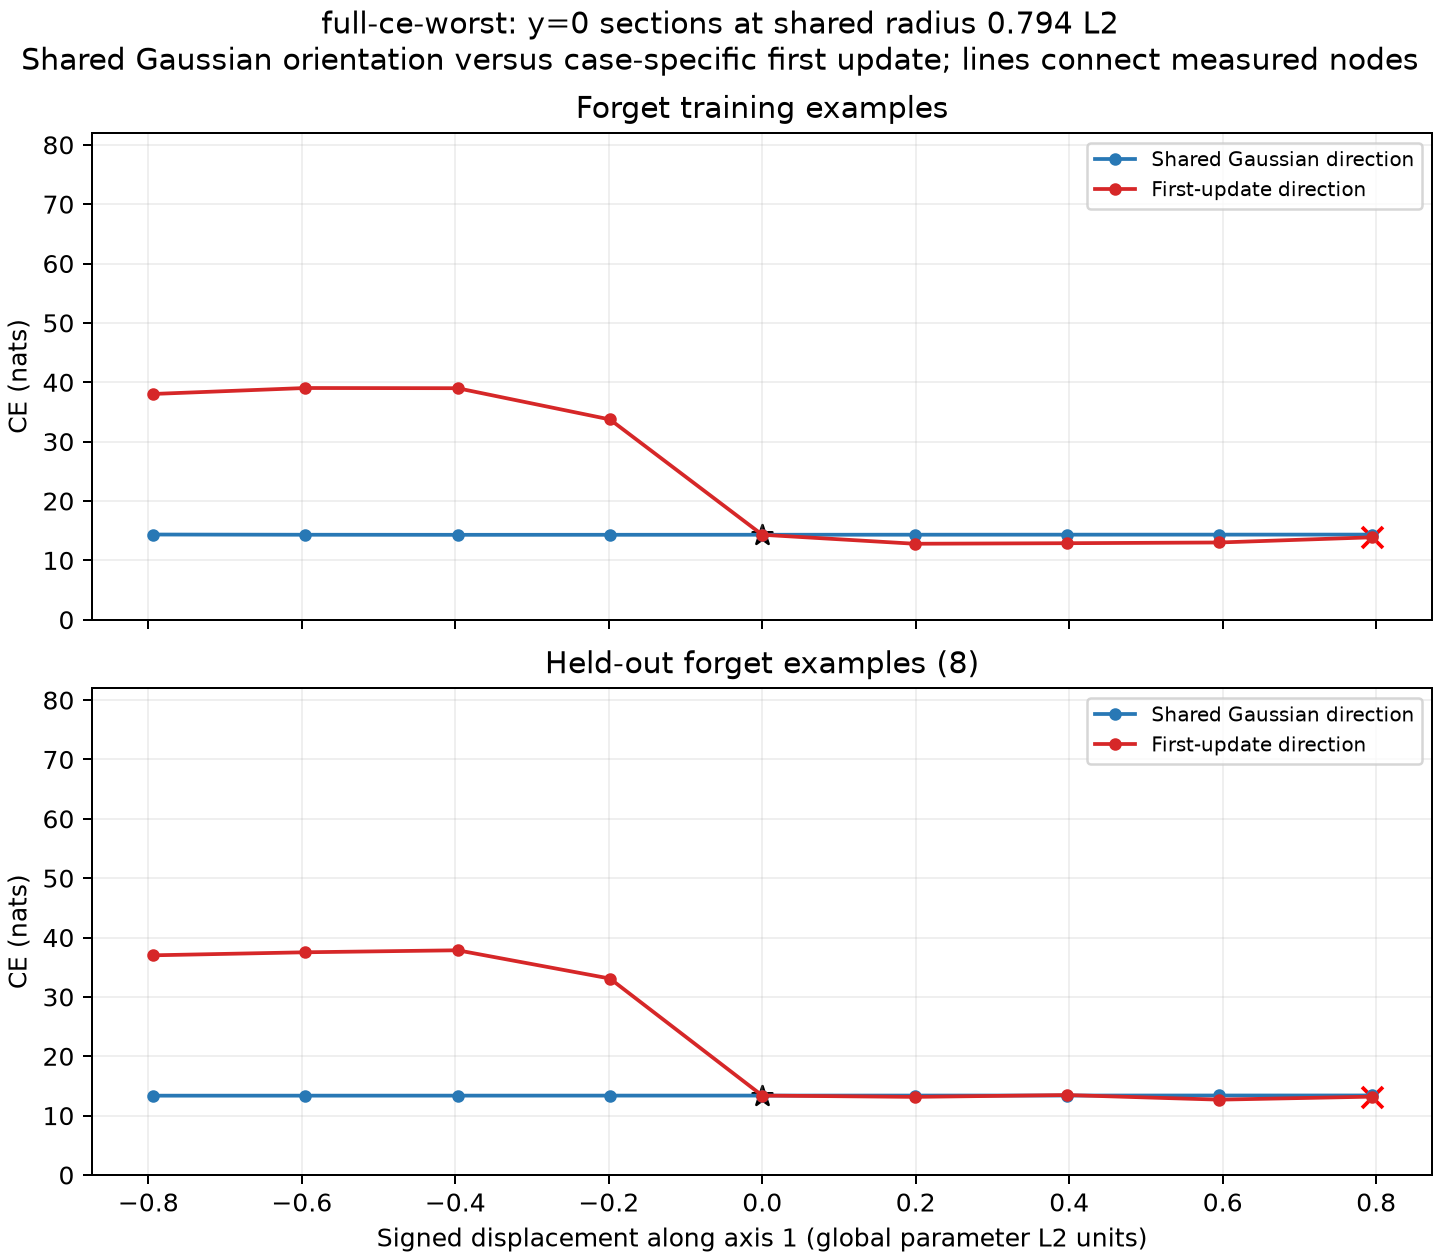 full-ce-worst: y=0 sections at shared radius 0.794 L2
Shared Gaussian orientation versus case-specific first update; lines connect measured nodes
Forget training examples
80
70
60
50
40
30
20
10
0
CE (nats)
Shared Gaussian direction
First-update direction
Held-out forget examples (8)
80
70
60
50
40
30
20
10
0
CE (nats)
Shared Gaussian direction
First-update direction
−0.8 −0.6 −0.4 −0.2 0.0 0.2 0.4 0.6 0.8
Signed displacement along axis 1 (global parameter L2 units)